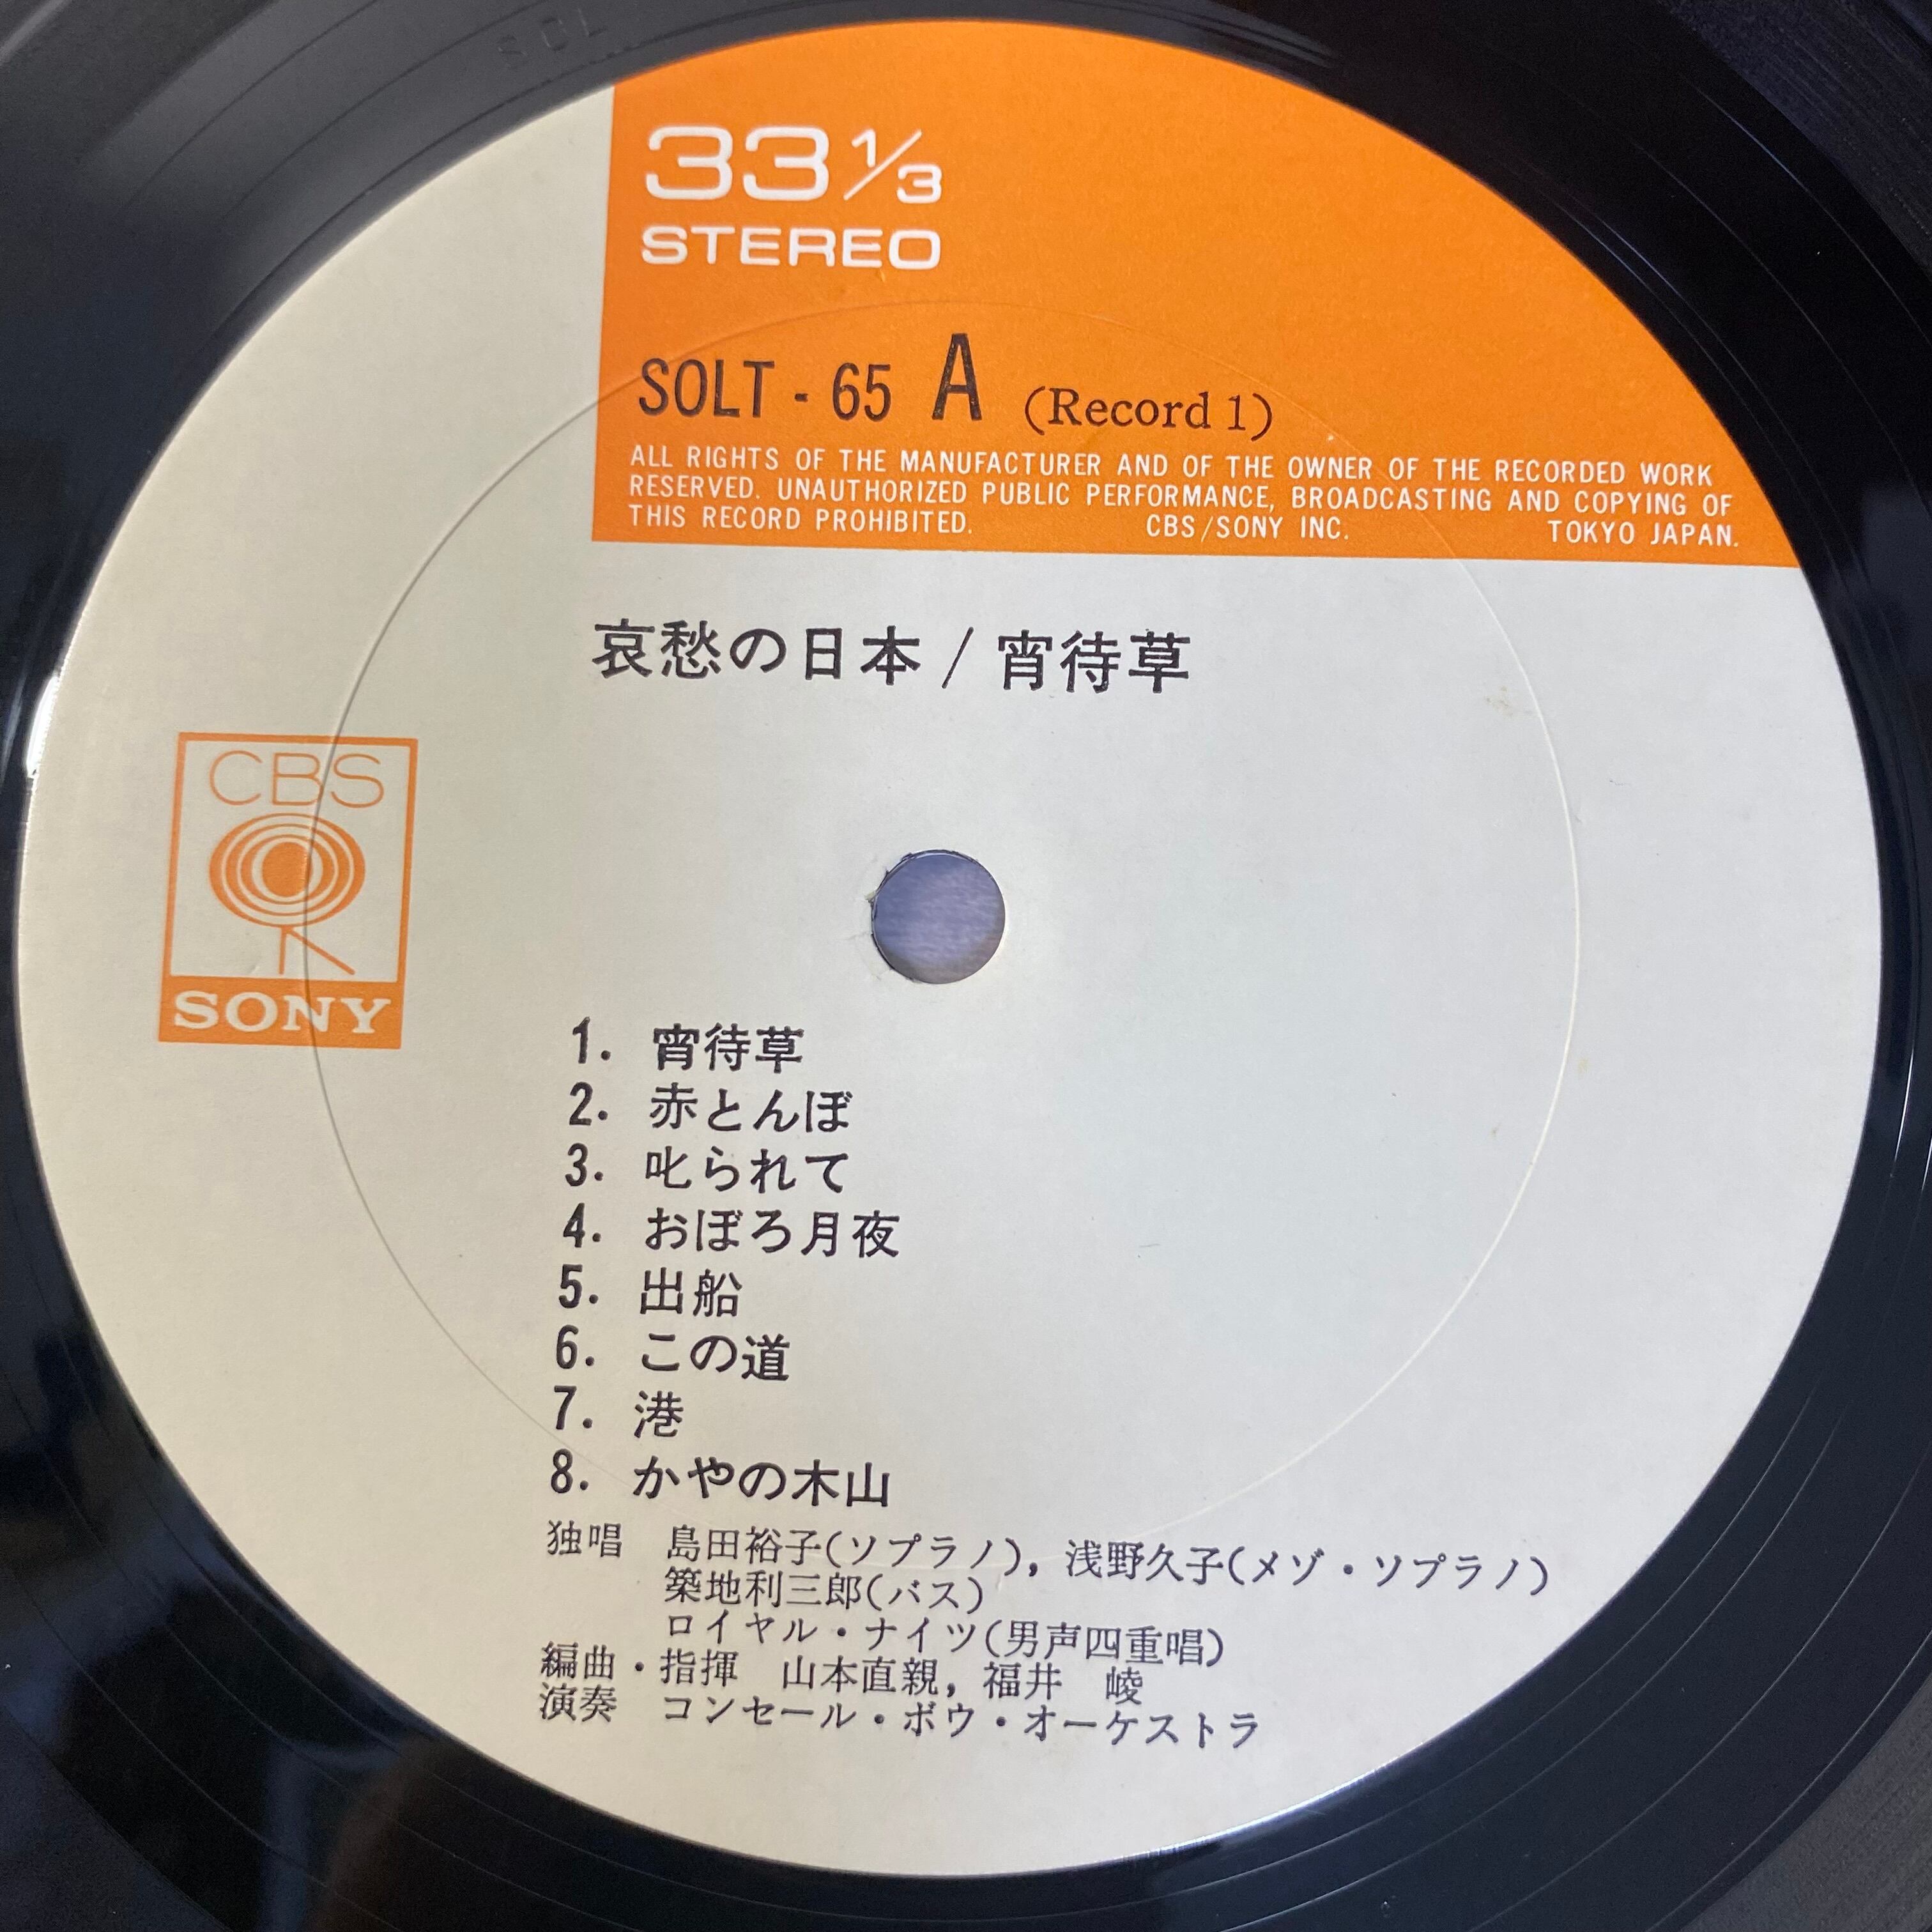 33 1/3
STEREO
SOLT - 65 A (Record 1)
ALL RIGHTS OF THE MANUFACTURER AND OF THE OWNER OF THE RECORDED WORK
RESERVED. UNAUTHORIZED PUBLIC PERFORMANCE, BROADCASTING AND COPYING OF
THIS RECORD PROHIBITED. CBS/SONY INC. TOKYO JAPAN.
哀愁の日本/宵待草
CBS
SONY
1. 宵待草
2. 赤とんぼ
3. 叱られて
4. おぼろ月夜
5. 出船
6. この道
7. 港
8. かやの木山
独唱 島田裕子(ソプラノ), 浅野久子(メゾ・ソプラノ)
築地利三郎(バス)
ロイヤル・ナイツ(男声四重唱)
編曲・指揮 山本直親, 福井 崚
演奏 コンセール・ボウ・オーケストラ